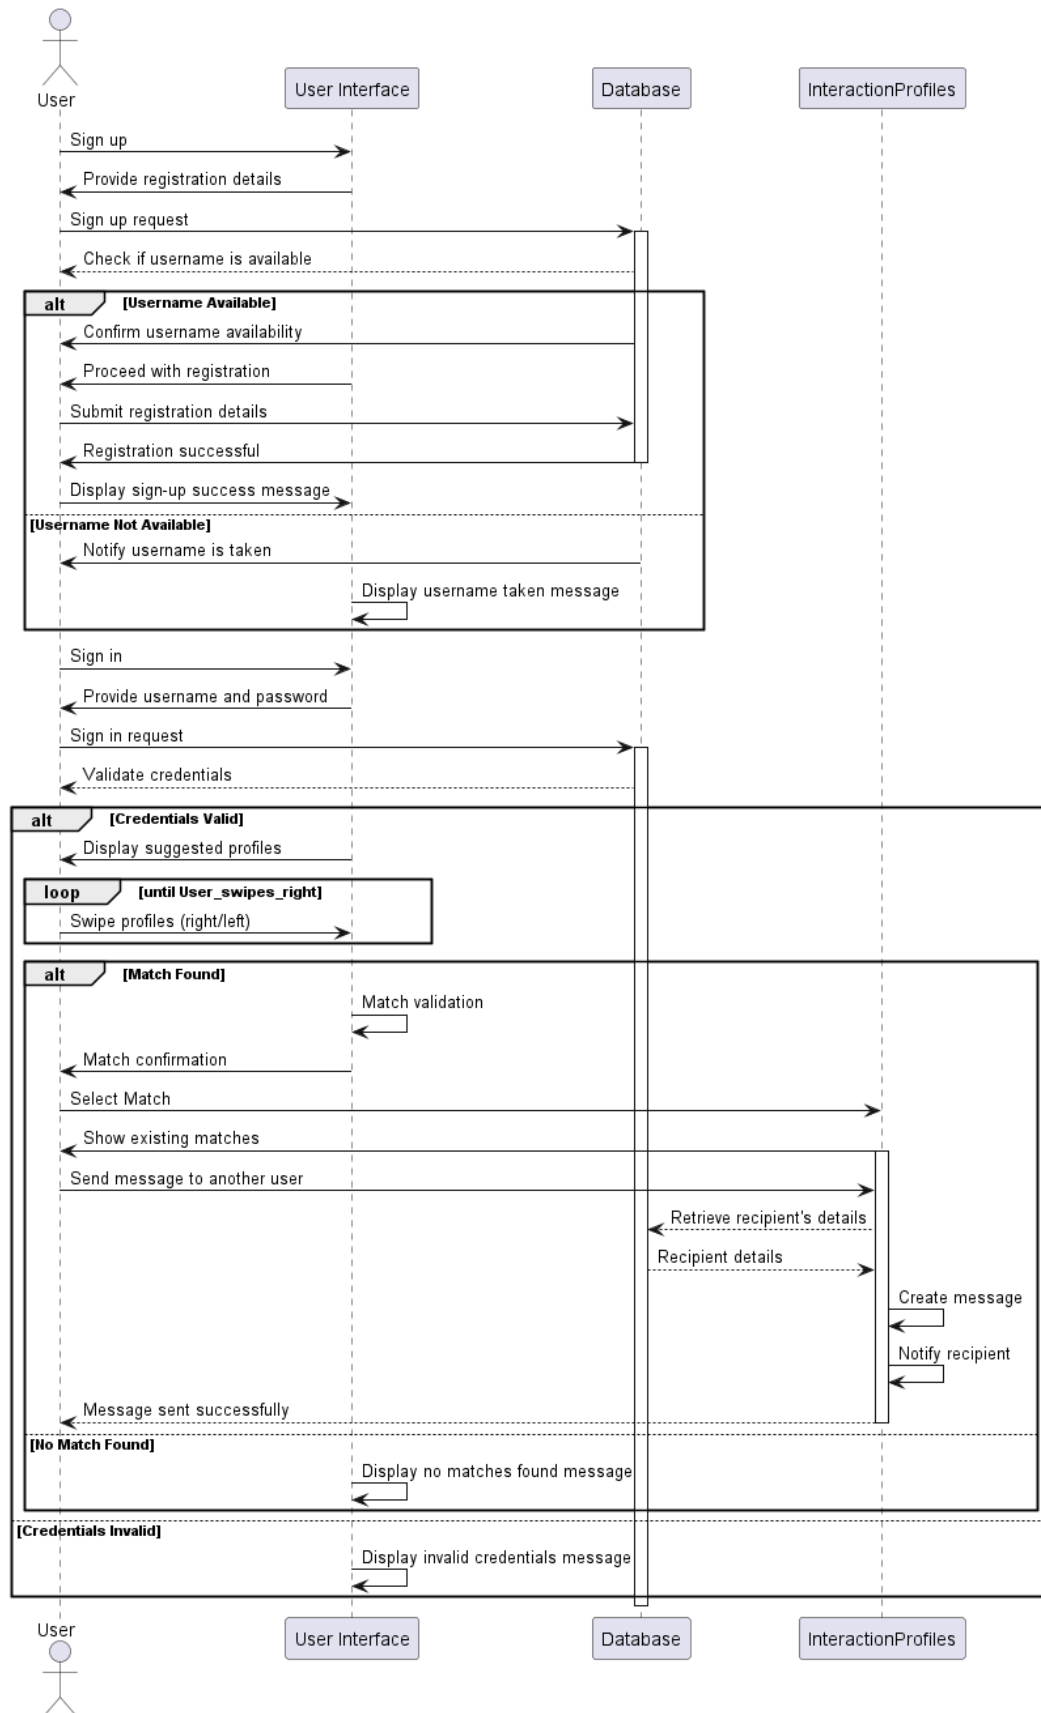 User
User Interface
Database
InteractionProfiles
Sign up
Provide registration details
Sign up request
Check if username is available
alt [Username Available]
Confirm username availability
Proceed with registration
Submit registration details
Registration successful
Display sign-up success message
[Username Not Available]
Notify username is taken
Display username taken message
Sign in
Provide username and password
Sign in request
Validate credentials
alt [Credentials Valid]
Display suggested profiles
loop [until User_swipes_right]
Swipe profiles (right/left)
alt [Match Found]
Match validation
Match confirmation
Select Match
Show existing matches
Send message to another user
Retrieve recipient's details
Recipient details
Create message
Notify recipient
Message sent successfully
[No Match Found]
Display no matches found message
[Credentials Invalid]
Display invalid credentials message
User
User Interface
Database
InteractionProfiles